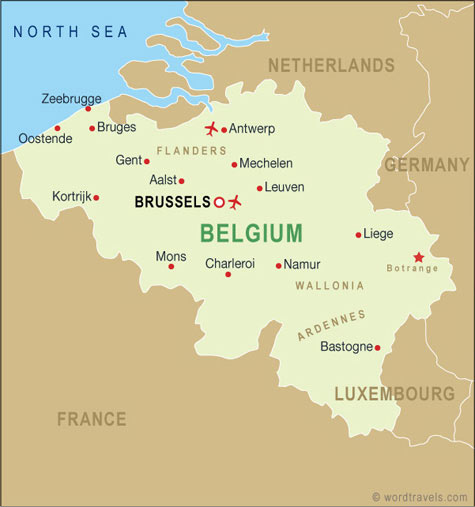 NORTH SEA
NETHERLANDS
Zeebrugge
Oostende
Bruges
Antwerp
FLANDERS
GERMANY
Gent
Mechelen
Aalst
Leuven
Kortrijk
BRUSSELS
BELGIUM
Liege
Mons
Charleroi
Namur
Botrange
WALLONIA
ARDENNES
Bastogne
LUXEMBOURG
FRANCE
© wordtravels.com